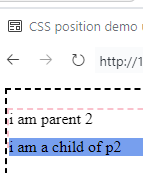 CSS position demo
http://1
i am parent 2
i am a child of p2